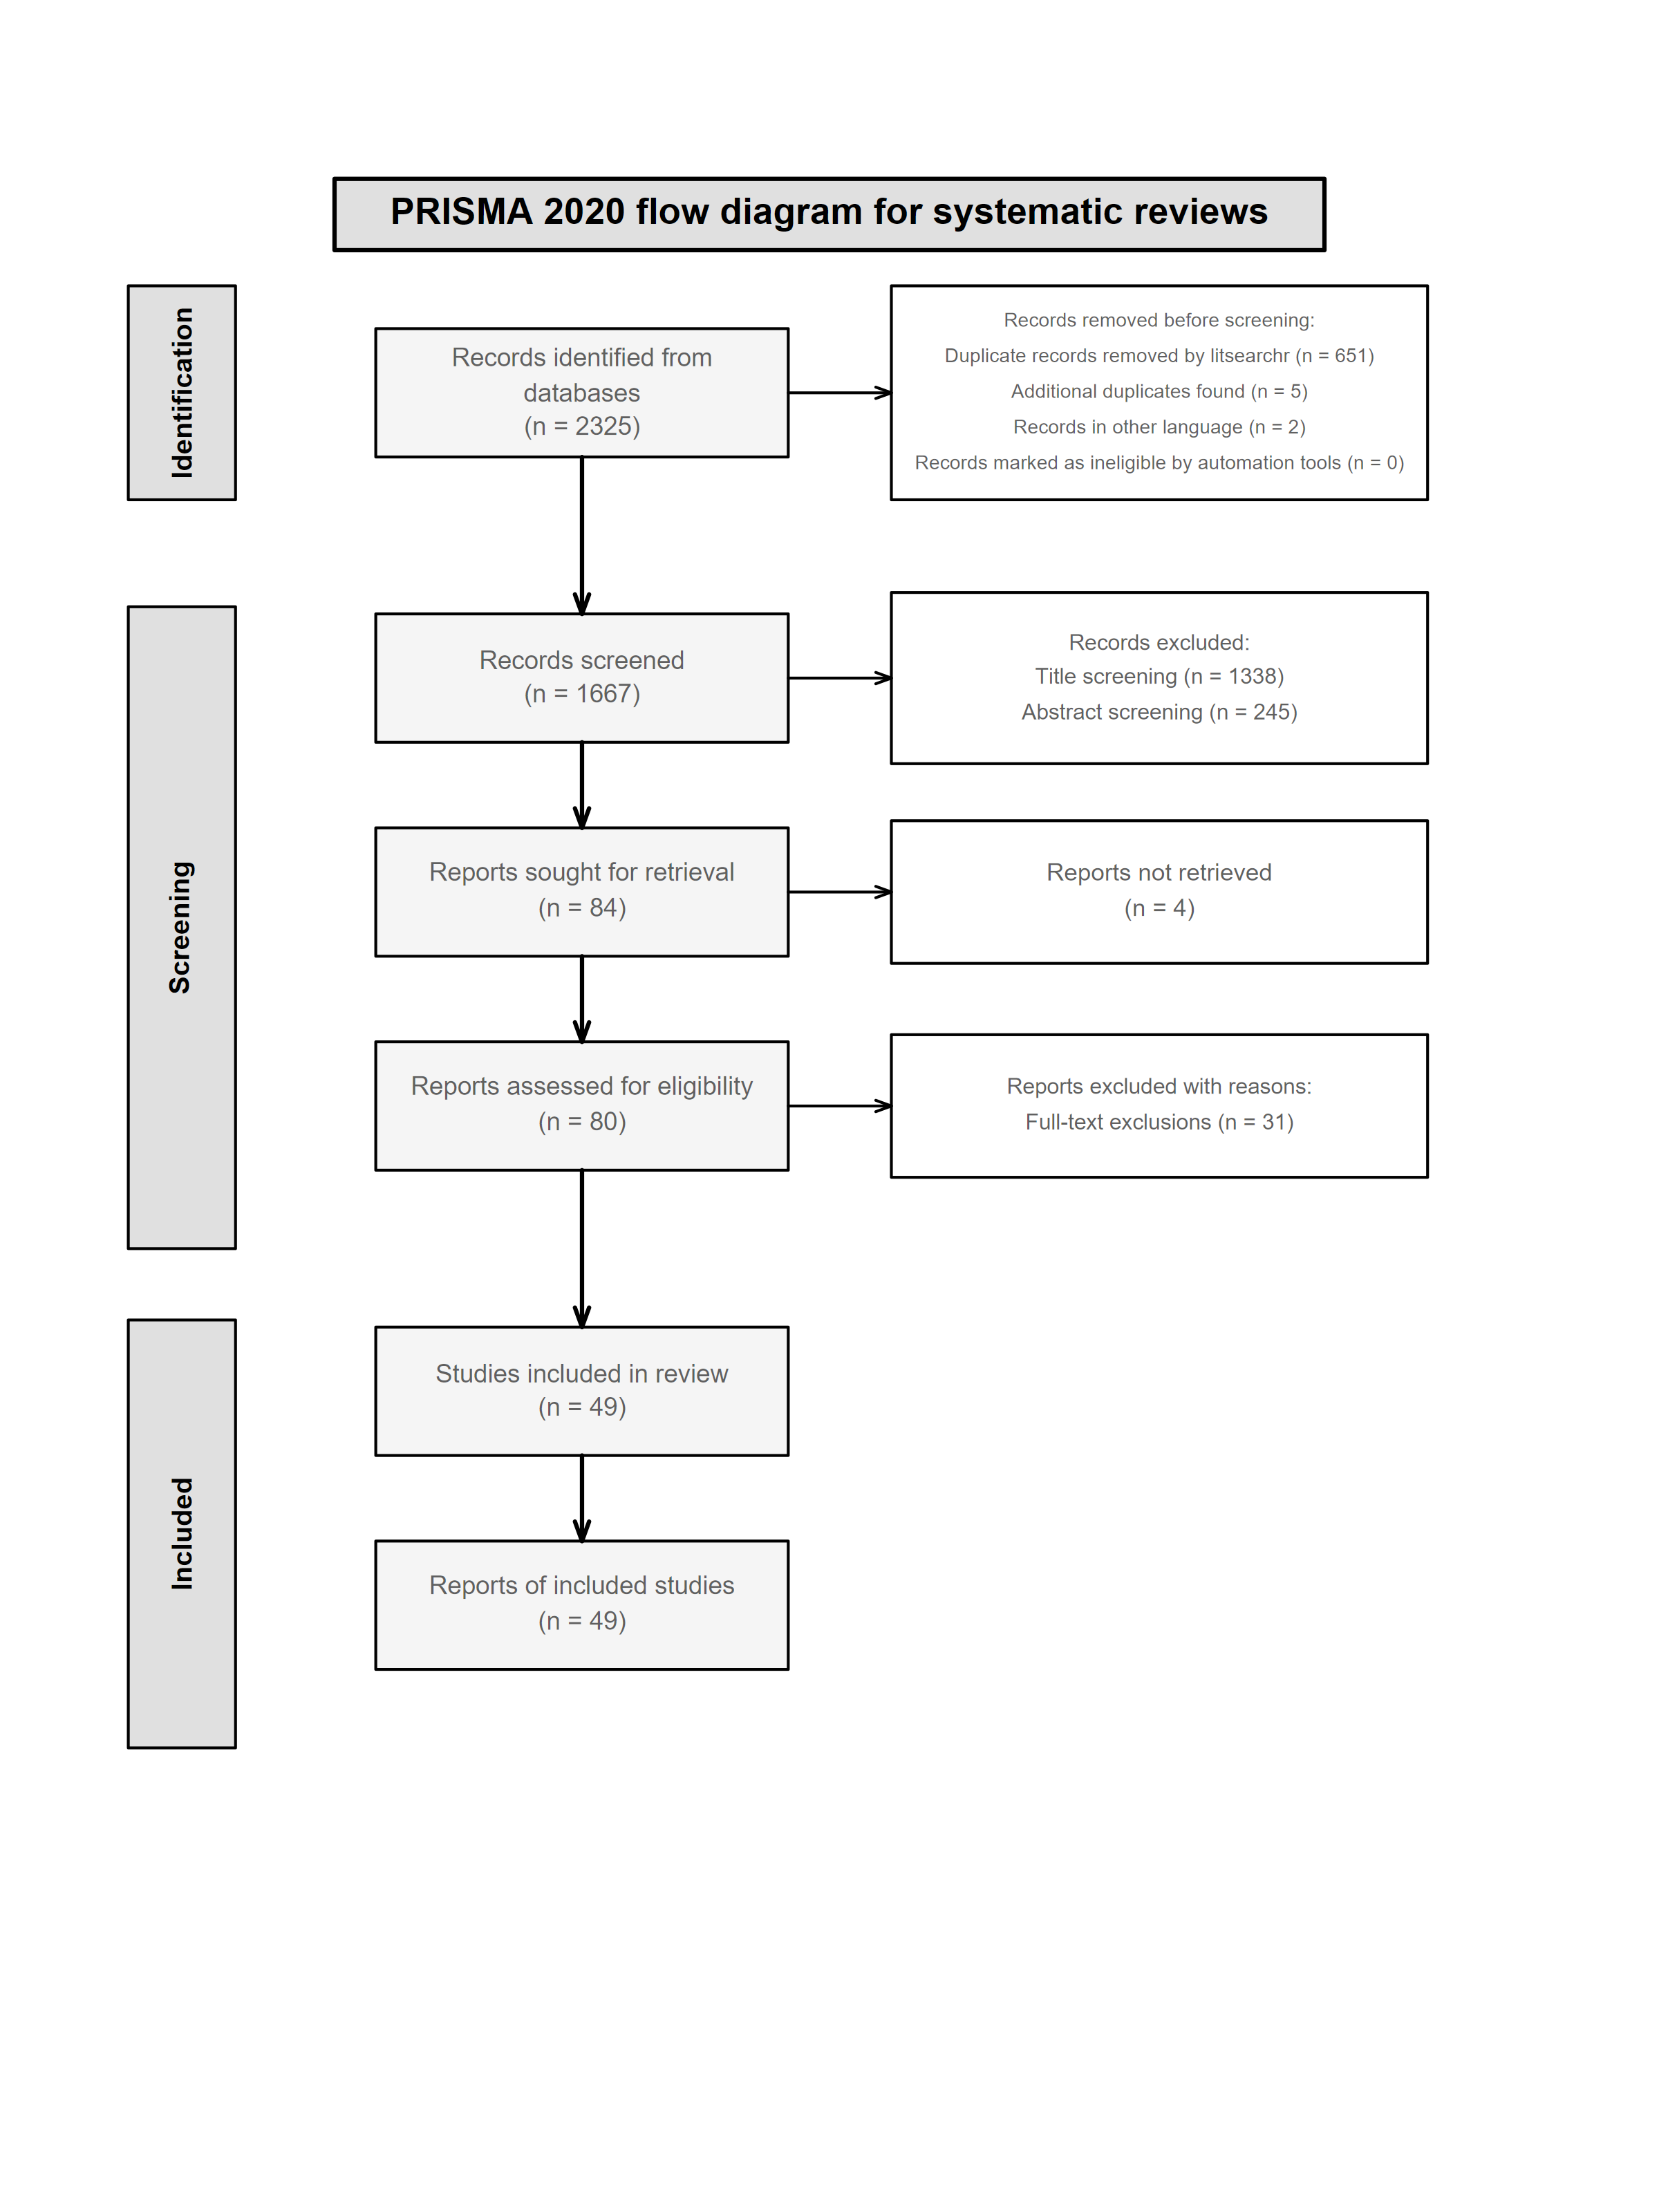 PRISMA 2020 flow diagram for systematic reviews
Identification
Records identified from
databases
(n = 2325)
Records removed before screening:
Duplicate records removed by litsearchr (n = 651)
Additional duplicates found (n = 5)
Records in other language (n = 2)
Records marked as ineligible by automation tools (n = 0)
Screening
Records screened
(n = 1667)
Records excluded:
Title screening (n = 1338)
Abstract screening (n = 245)
Reports sought for retrieval
(n = 84)
Reports not retrieved
(n = 4)
Reports assessed for eligibility
(n = 80)
Reports excluded with reasons:
Full-text exclusions (n = 31)
Included
Studies included in review
(n = 49)
Reports of included studies
(n = 49)